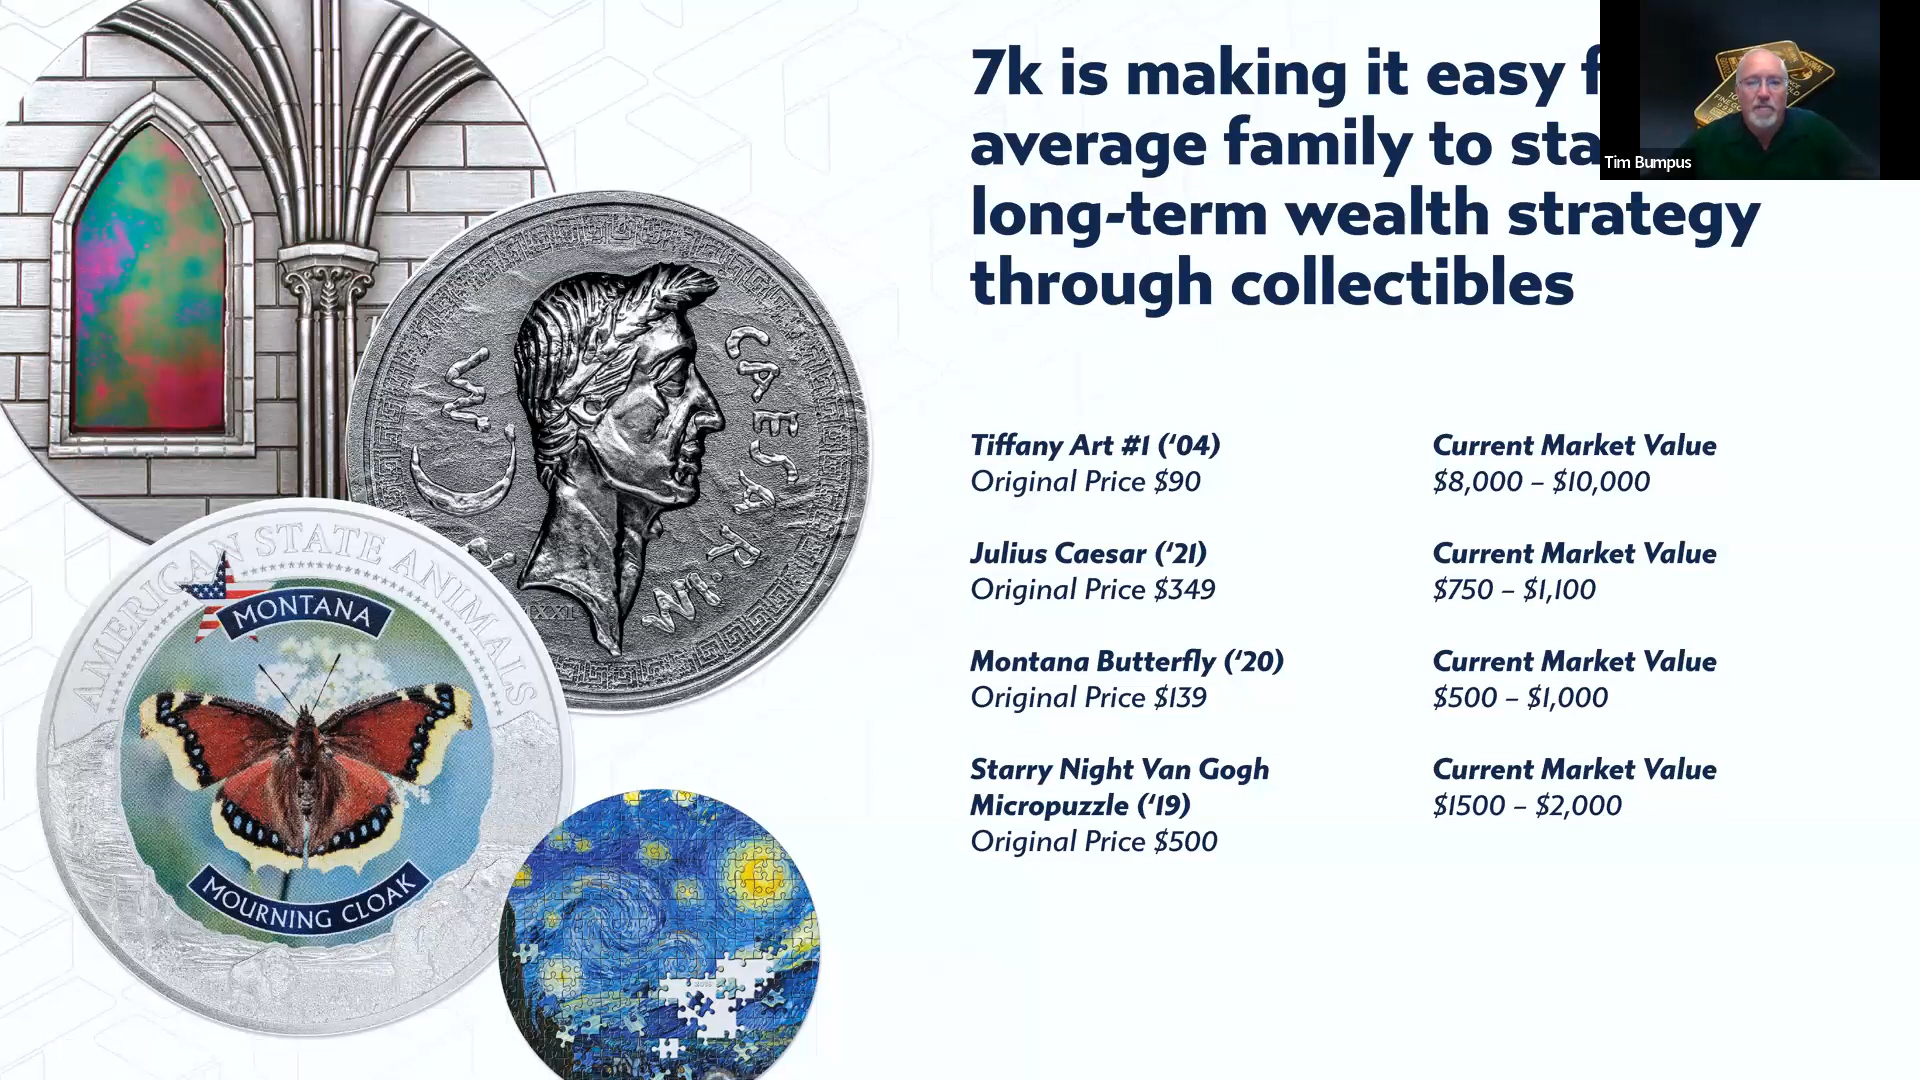 7k is making it easy f
average family to sta
long-term wealth strategy
through collectibles
Tim Bumpus
Tiffany Art #1 (‘04)
Original Price $90
Current Market Value
$8,000 – $10,000
Julius Caesar (‘21)
Original Price $349
Current Market Value
$750 – $1,100
Montana Butterfly (‘20)
Original Price $139
Current Market Value
$500 – $1,000
Starry Night Van Gogh
Micropuzzle (‘19)
Original Price $500
Current Market Value
$1500 – $2,000
CAESAR
AMERICAN STATE ANIMALS
MONTANA
MOURNING CLOAK